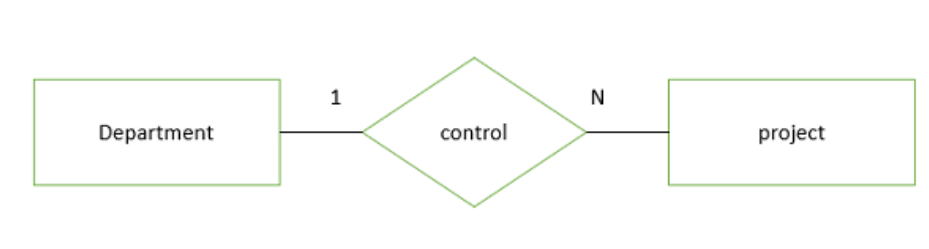 1
N
Department
control
project